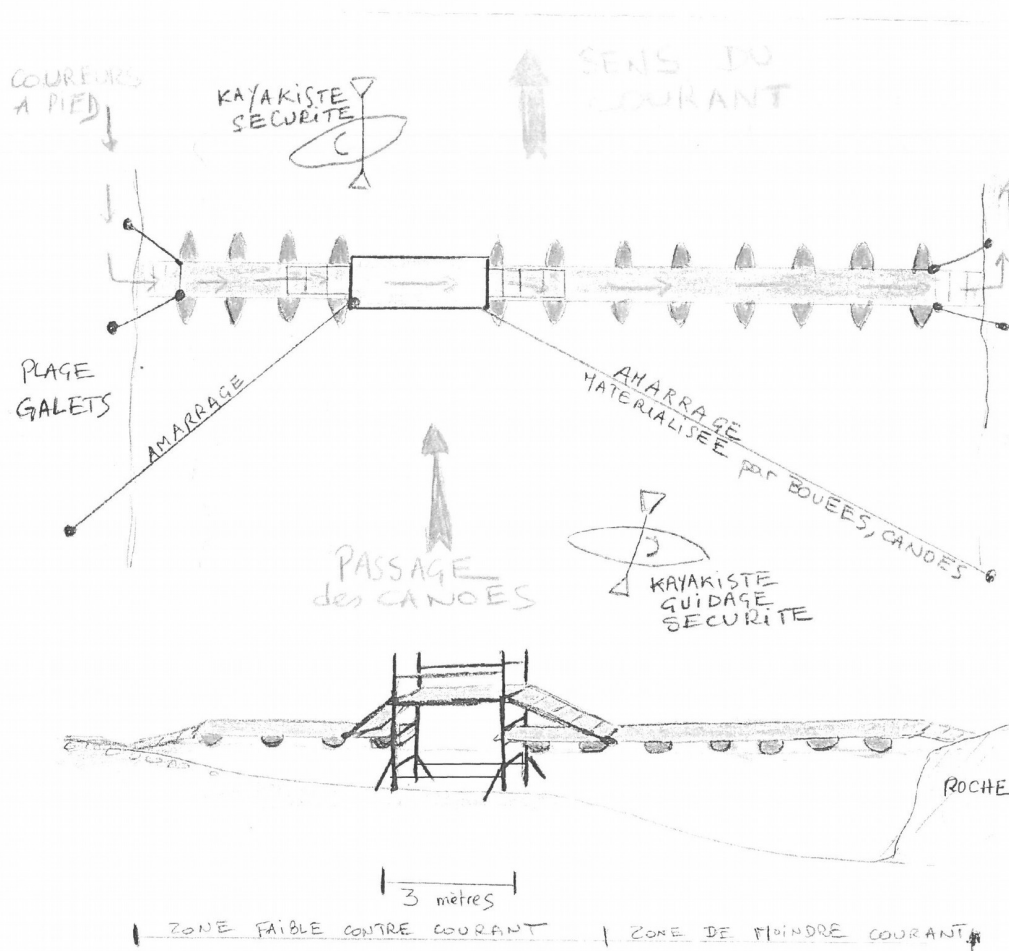 COUREURS
A PIED
KAYAKISTE
SECURITE
SENS DU
COURANT
PLAGE
GALETS
AMARRAGE
AMARRAGE
MATERIALISEE par BOUEES, CANOES
PASSAGE
des CANOES
KAYAKISTE
GUIDAGE
SECURITE
ROCHE
3 mètres
ZONE FAIBLE CONTRE COURANT
ZONE DE MOINDRE COURANT